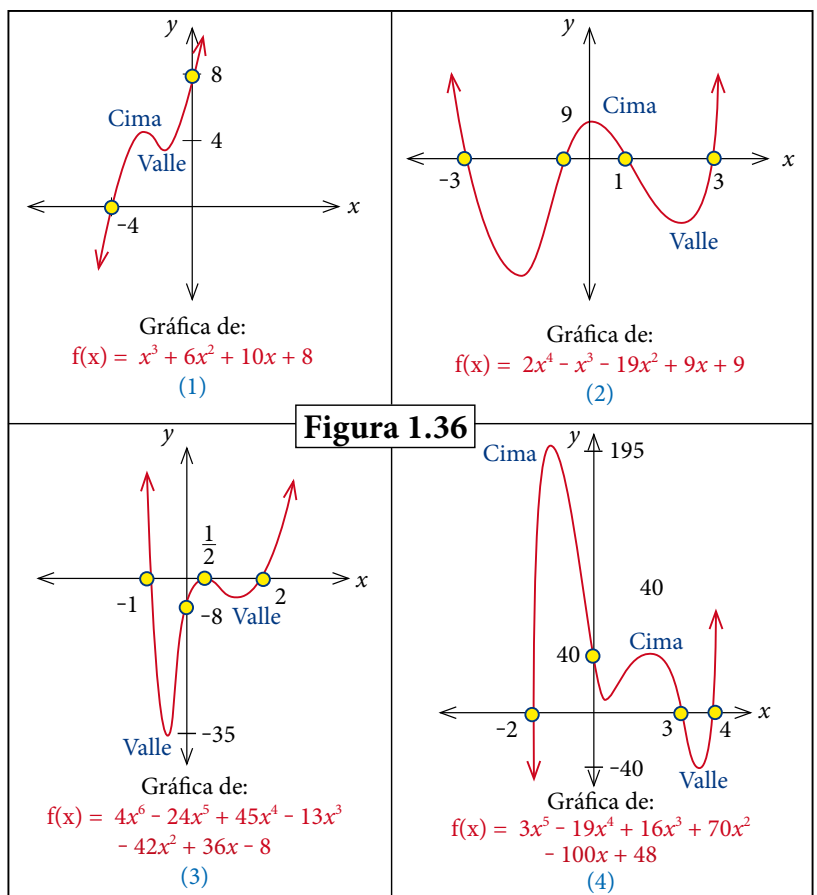 y
8
Cima
4
Valle
x
-4
Gráfica de:
f(x) = x³ + 6x² + 10x + 8
(1)
y
9
Cima
x
-3
1
3
Valle
Gráfica de:
f(x) = 2x⁴ - x³ - 19x² + 9x + 9
(2)
Figura 1.36
y
1/2
x
-1
-8
2
Valle
-35
Valle
Gráfica de:
f(x) = 4x⁶ - 24x⁵ + 45x⁴ - 13x³
- 42x² + 36x - 8
(3)
y
Cima
195
40
Cima
40
x
-2
3
4
-40
Valle
Gráfica de:
f(x) = 3x⁵ - 19x⁴ + 16x³ + 70x²
- 100x + 48
(4)